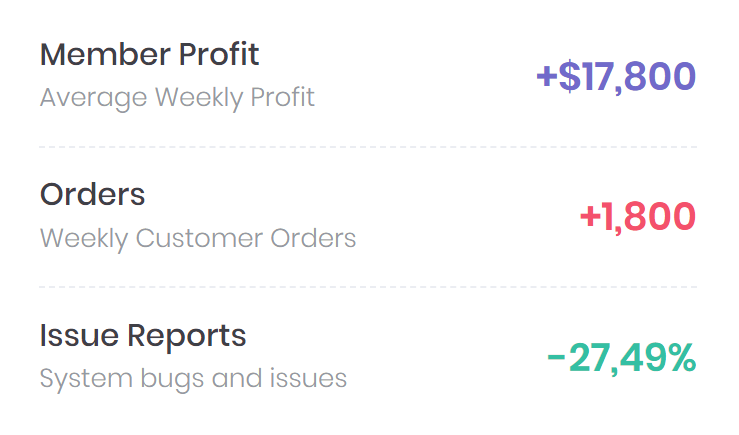 Member Profit
Average Weekly Profit
+$17,800
Orders
Weekly Customer Orders
+1,800
Issue Reports
System bugs and issues
-27,49%